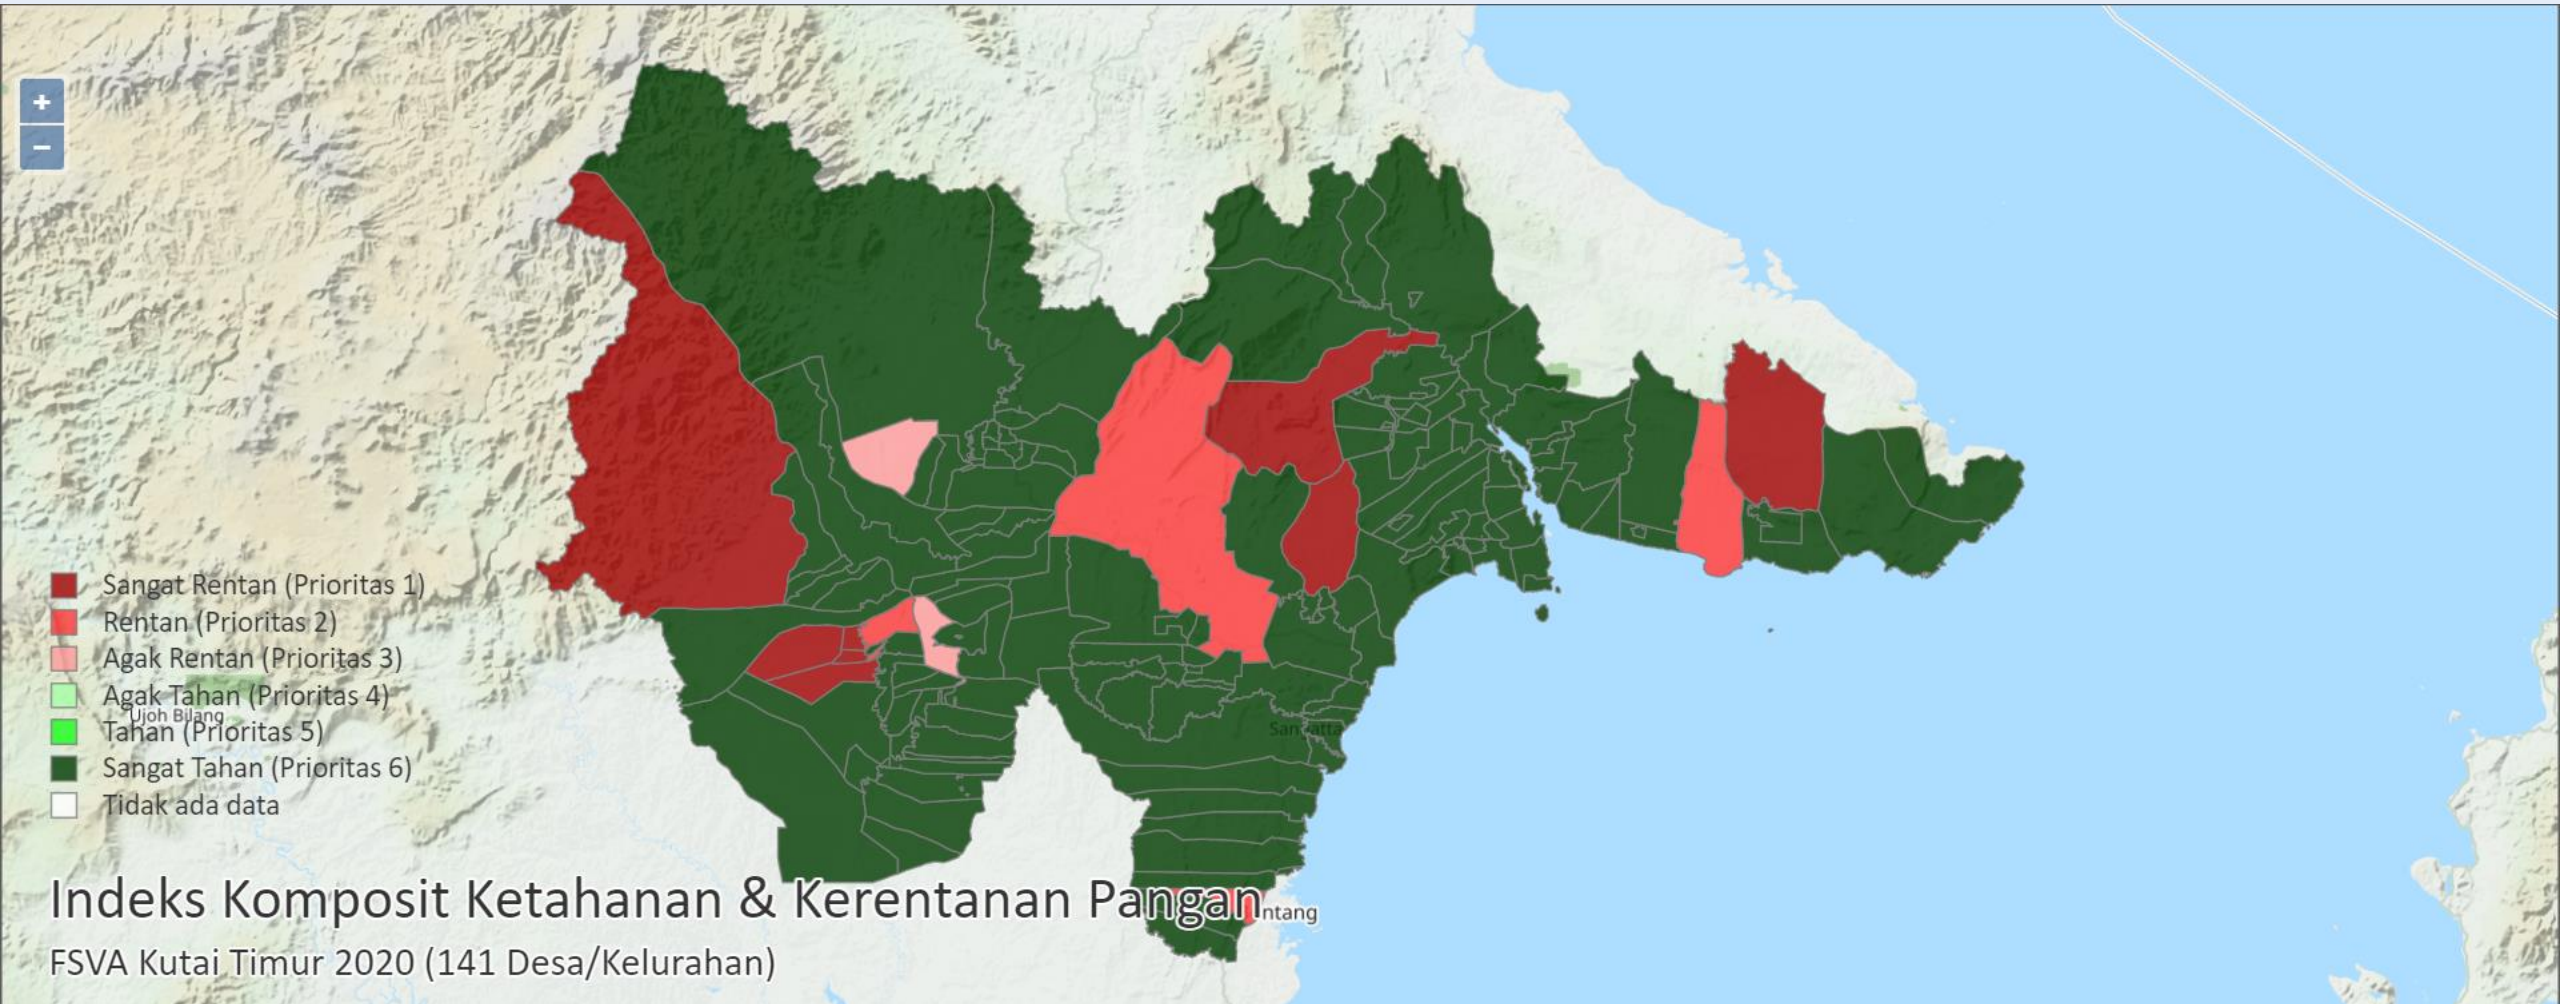 +
−
Sangat Rentan (Prioritas 1)
Rentan (Prioritas 2)
Agak Rentan (Prioritas 3)
Agak Tahan (Prioritas 4)
Ujoh Bilang
Tahan (Prioritas 5)
Sangat Tahan (Prioritas 6)
Tidak ada data
Indeks Komposit Ketahanan & Kerentanan Pangan
ntang
FSVA Kutai Timur 2020 (141 Desa/Kelurahan)